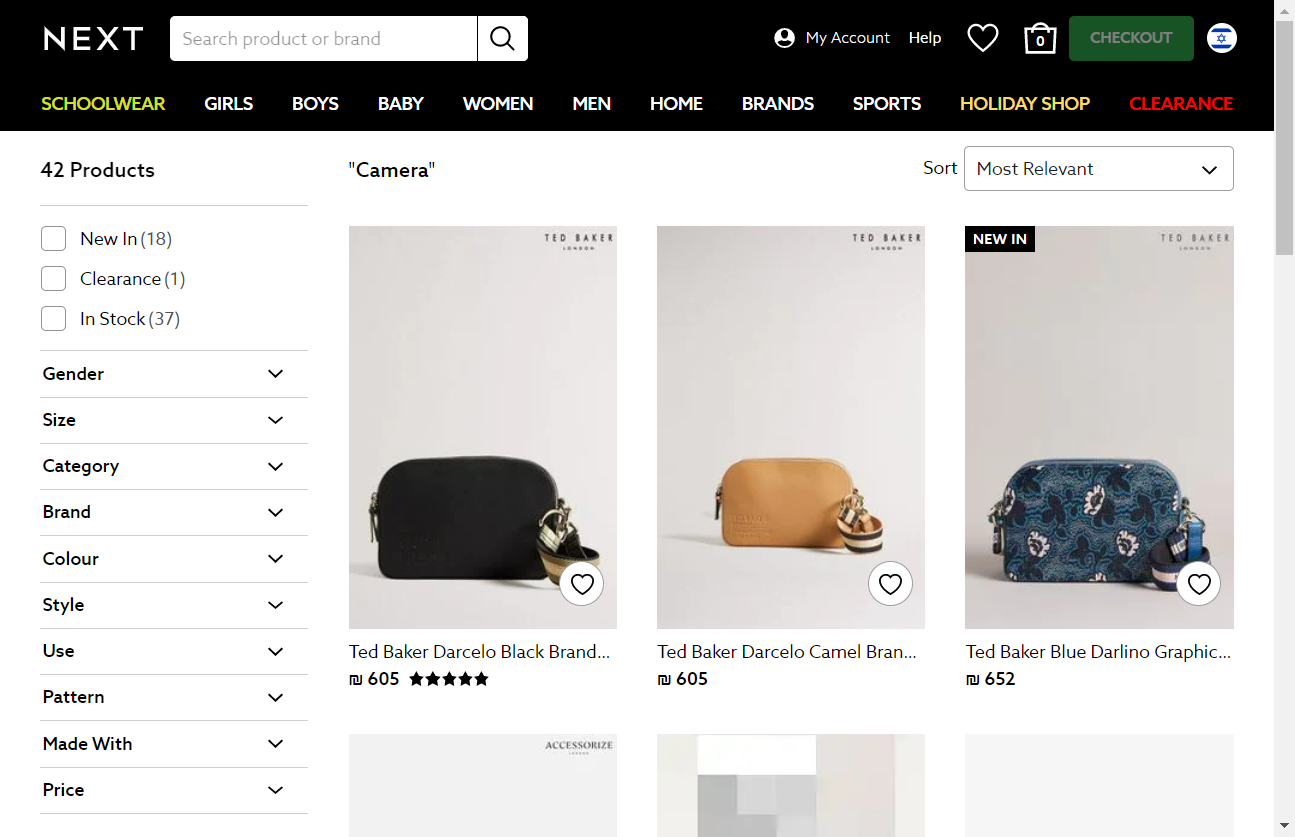 NEXT
Search product or brand
My Account
Help
0
CHECKOUT
SCHOOLWEAR
GIRLS
BOYS
BABY
WOMEN
MEN
HOME
BRANDS
SPORTS
HOLIDAY SHOP
CLEARANCE
42 Products
"Camera"
Sort
Most Relevant
New In (18)
Clearance (1)
In Stock (37)
Gender
Size
Category
Brand
Colour
Style
Use
Pattern
Made With
Price
TED BAKER
LONDON
Ted Baker Darcelo Black Brand...
₪ 605
TED BAKER
LONDON
Ted Baker Darcelo Camel Bran...
₪ 605
NEW IN
TED BAKER
LONDON
Ted Baker Blue Darlino Graphic...
₪ 652
ACCESSORIZE
LONDON